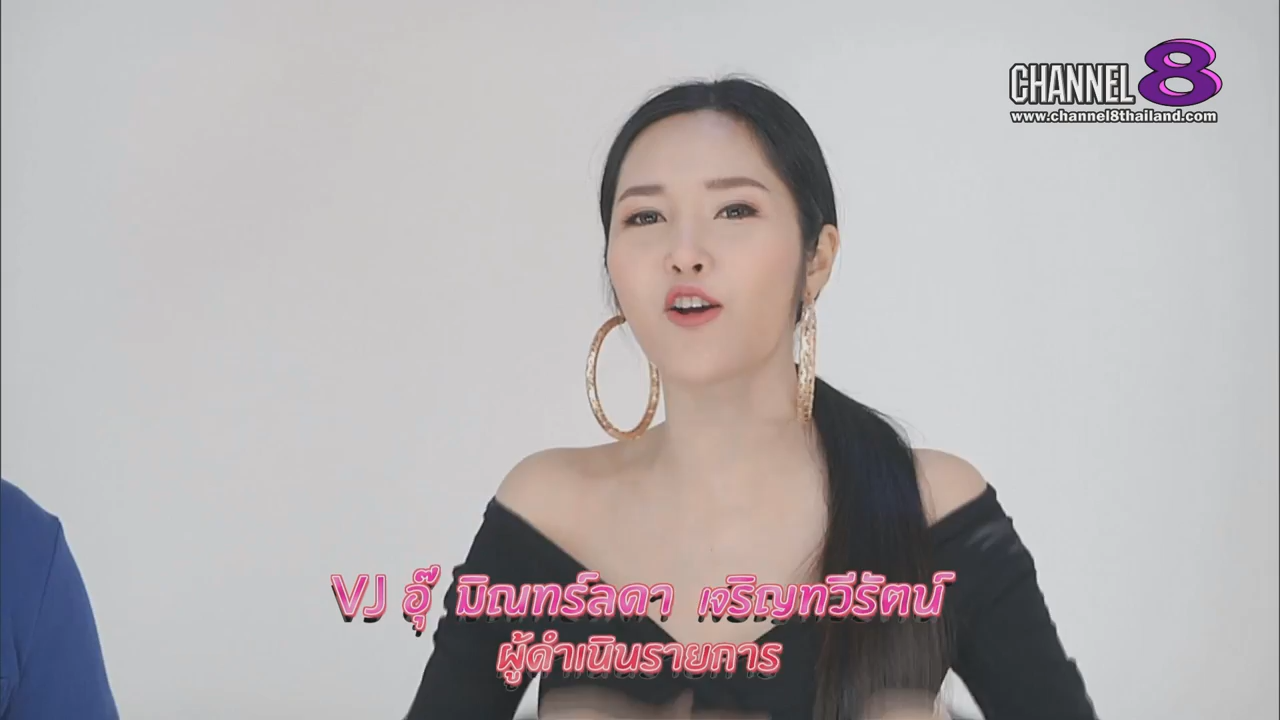 CHANNEL 8
www.channel8thailand.com
VJ อุ๊ มิณทร์ลดา เจริญทวีรัตน์
ผู้ดำเนินรายการ